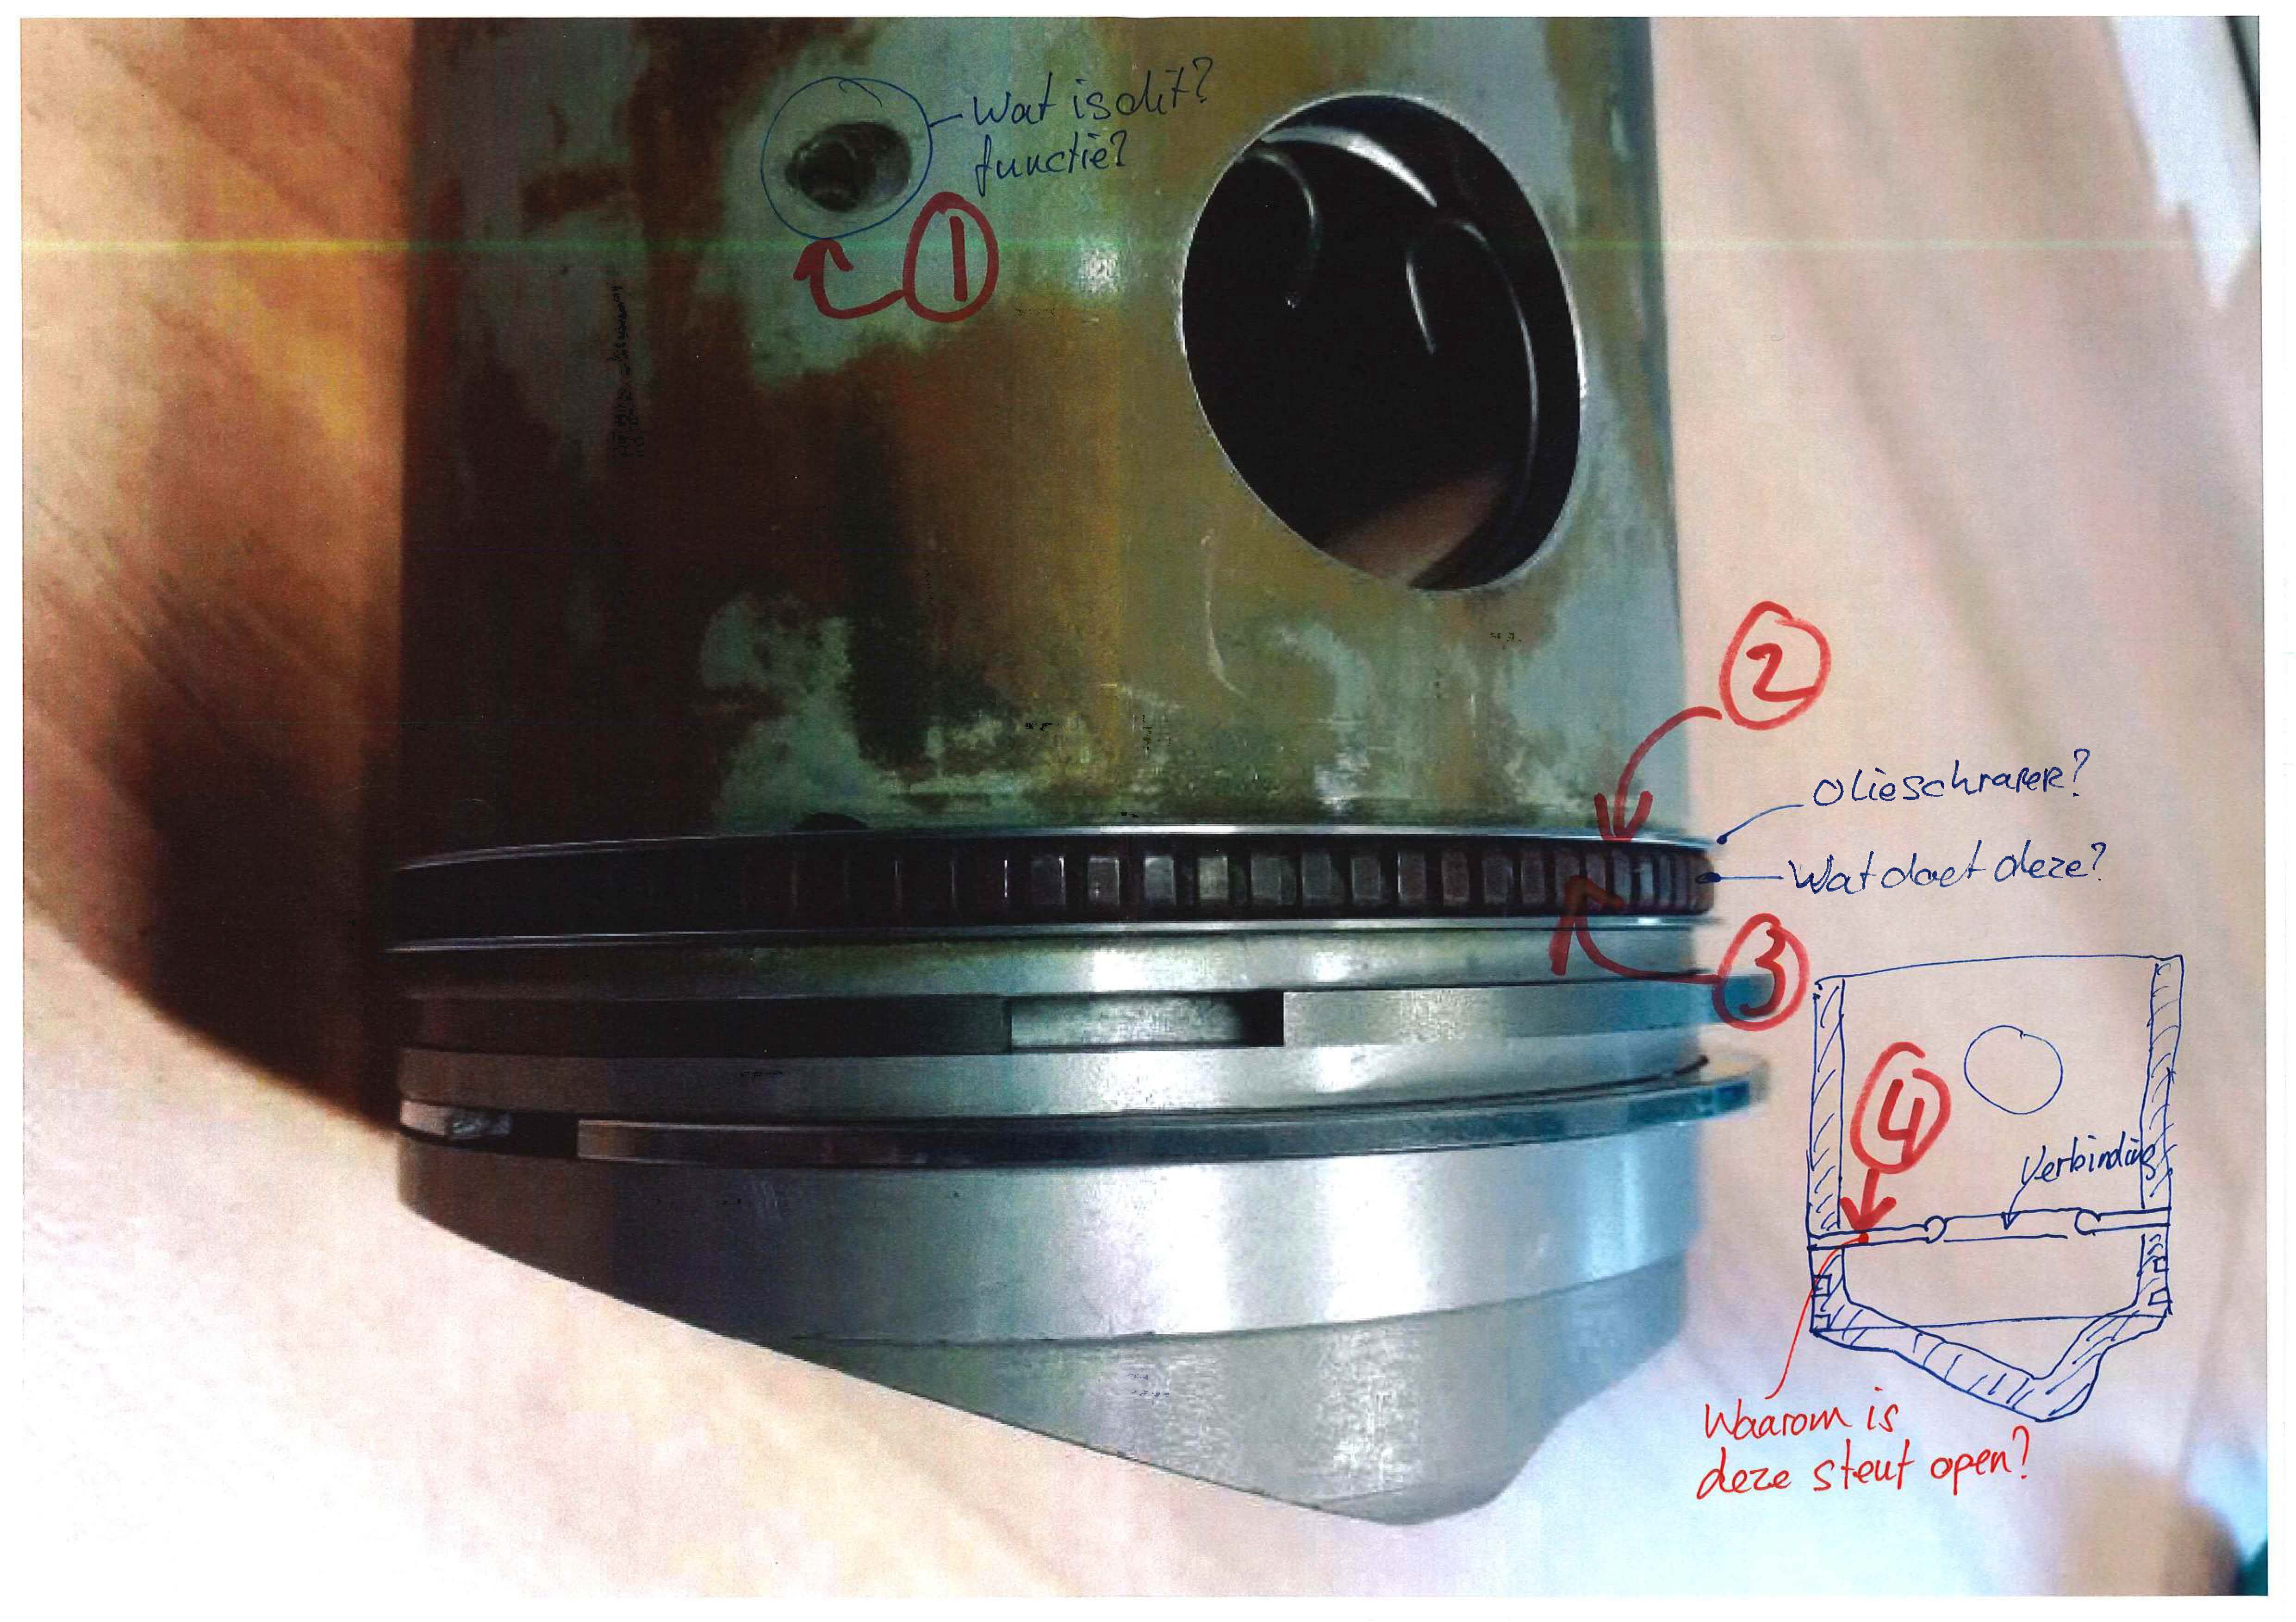 Wat is dit?
functie?
1
2
Olieschraper?
Wat doet deze?
3
4
Verbinding
Waarom is
deze steut open?